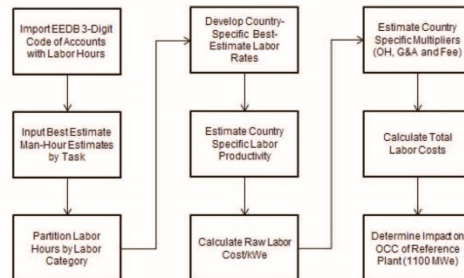 Import EEDB 3-Digit
Code of Accounts
with Labor Hours
Input Best Estimate
Man-Hour Estimates
by Task
Partition Labor
Hours by Labor
Category
Develop Country-
Specific Best-
Estimate Labor
Rates
Estimate Country
Specific Labor
Productivity
Calculate Raw Labor
Cost/kWe
Estimate Country
Specific Multipliers
(OH, G&A and Fee)
Calculate Total
Labor Costs
Determine Impact on
OCC of Reference
Plant (1100 MWe)